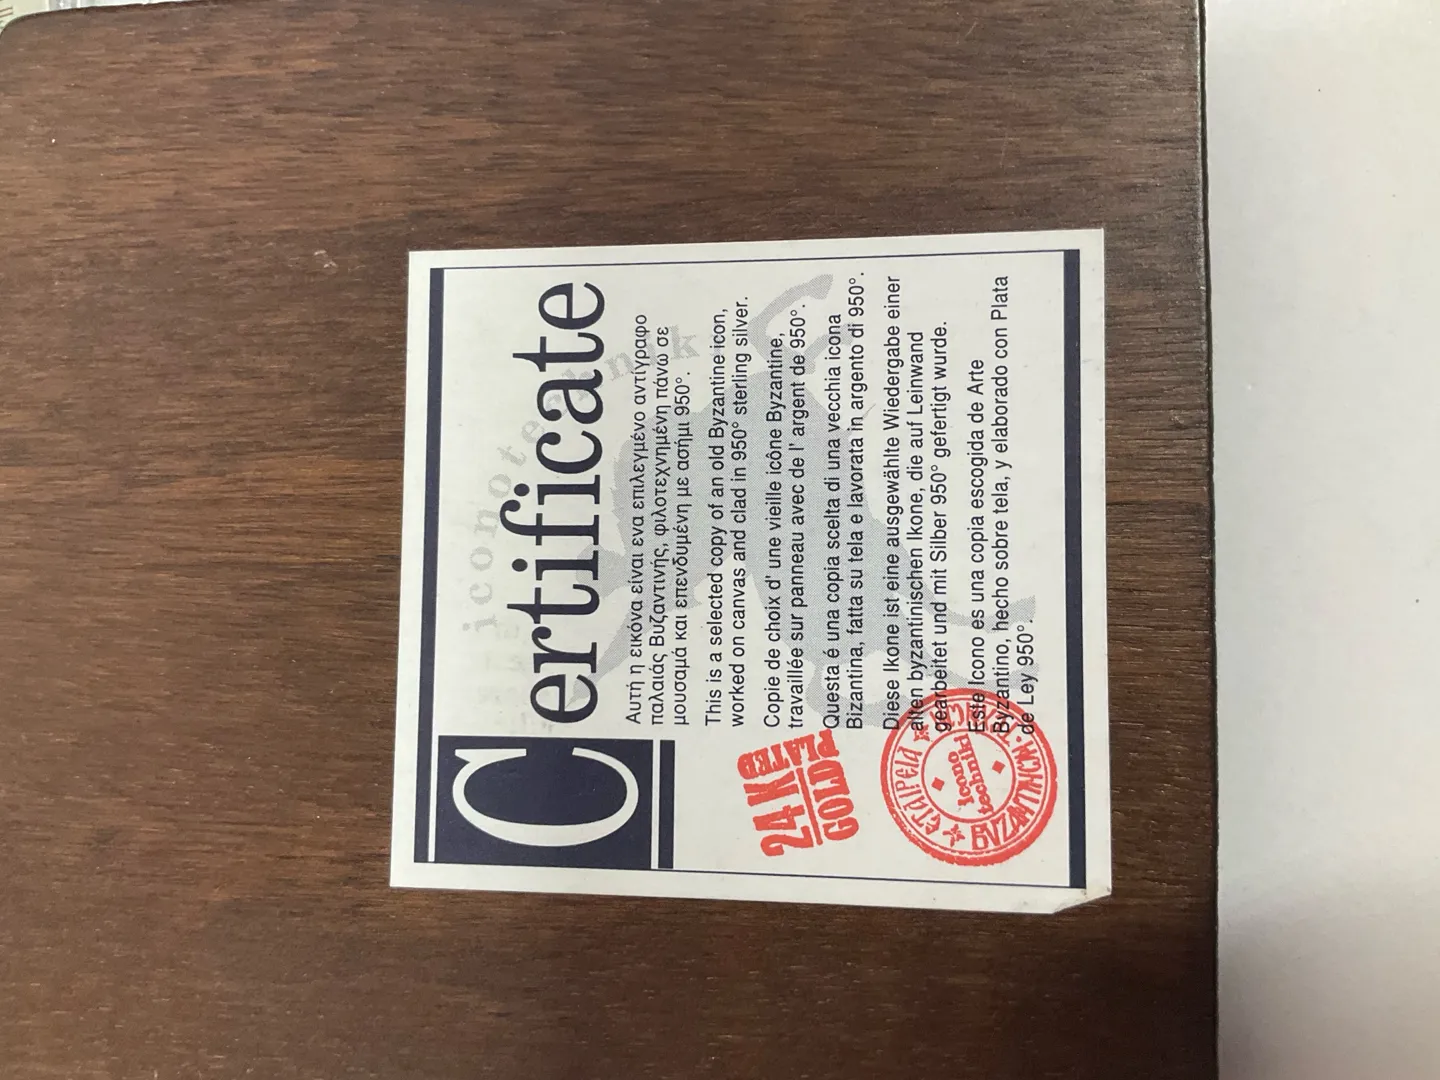 Certificate
iconoteknik
Αυτή η εικόνα είναι ενα επιλεγμένο αντίγραφο
παλαιάς Βυζαντινής, φιλοτεχνημένη πάνω σε
μουσαμά και επενδυμένη με ασήμι 950°.
This is a selected copy of an old Byzantine icon,
worked on canvas and clad in 950° sterling silver.
Copie de choix d' une vieille icône Byzantine,
travaillée sur panneau avec de l' argent de 950°.
Questa é una copia scelta di una vecchia icona
Bizantina, fatta su tela e lavorata in argento di 950°.
Diese Ikone ist eine ausgewählte Wiedergabe einer
alten byzantinischen Ikone, die auf Leinwand
gearbeitet und mit Silber 950° gefertigt wurde.
Este Icono es una copia escogida de Arte
Byzantino, hecho sobre tela, y elaborado con Plata
de Ley 950°.
24 K
GOLD
PLATED
ΕΤΑΙΡΕΙΑ
Icono
techniki